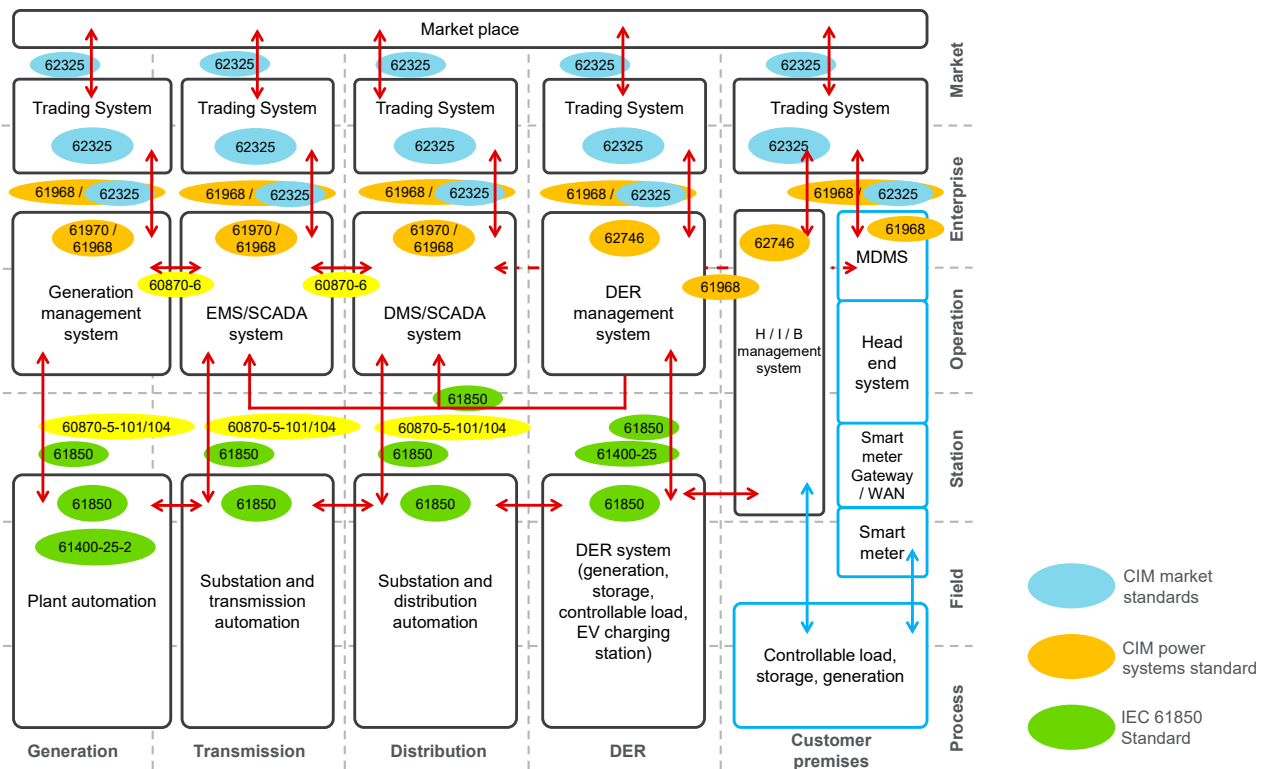 Market place
62325
62325
62325
62325
62325
Market
Trading System
Trading System
Trading System
Trading System
Trading System
62325
62325
62325
62325
62325
61968 /
62325
61968 /
62325
61968 /
62325
61968 /
62325
61968 /
62325
Enterprise
61970 /
61968
61970 /
61968
61970 /
61968
62746
62746
61968
MDMS
60870-6
60870-6
61968
Generation
management
system
EMS/SCADA
system
DMS/SCADA
system
DER
management
system
H / I / B
management
system
Head
end
system
Operation
61850
60870-5-101/104
60870-5-101/104
60870-5-101/104
61850
61850
61850
61850
61400-25
Smart
meter
Gateway
/ WAN
Station
61850
61850
61850
61850
61400-25-2
Smart
meter
Plant automation
Substation and
transmission
automation
Substation and
distribution
automation
DER system
(generation,
storage,
controllable load,
EV charging
station)
Field
Controllable load,
storage, generation
Process
Generation
Transmission
Distribution
DER
Customer
premises
CIM market
standards
CIM power
systems standard
IEC 61850
Standard